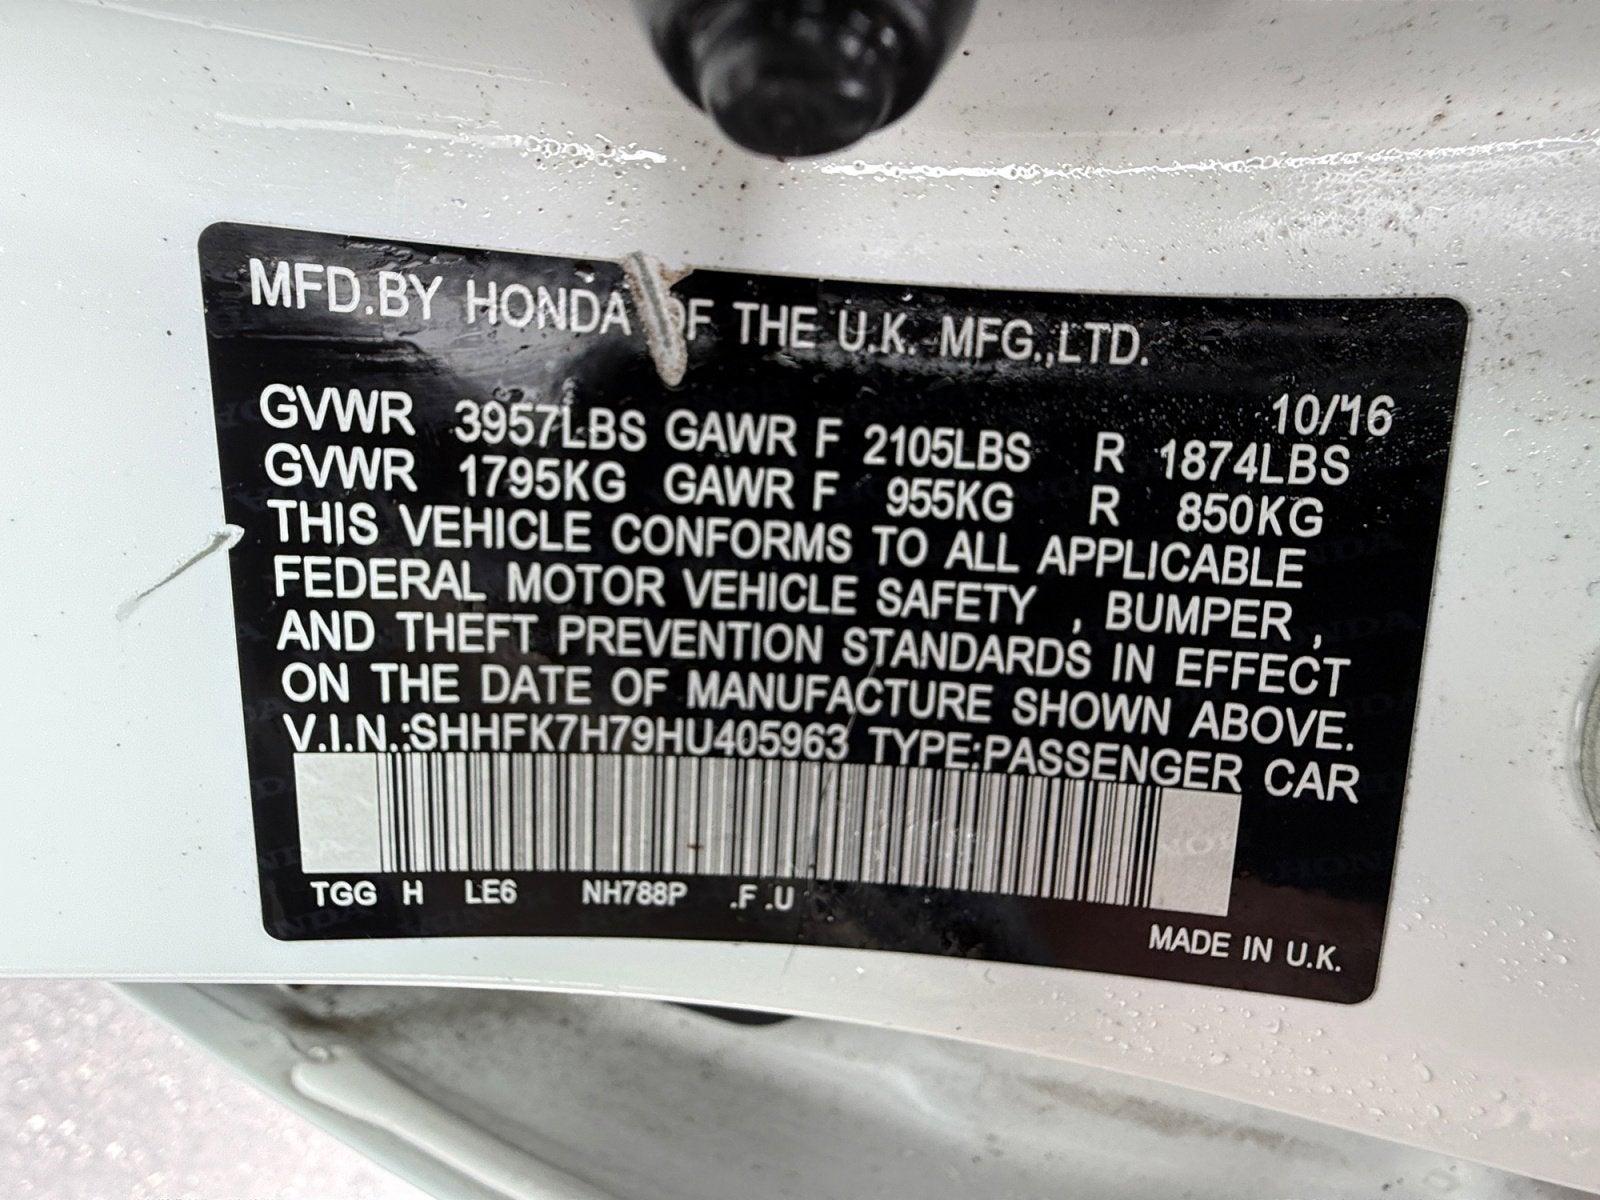 MFD.BY HONDA OF THE U.K. MFG.,LTD.
10/16
GVWR 3957LBS GAWR F 2105LBS R 1874LBS
GVWR 1795KG GAWR F 955KG R 850KG
THIS VEHICLE CONFORMS TO ALL APPLICABLE
FEDERAL MOTOR VEHICLE SAFETY , BUMPER ,
AND THEFT PREVENTION STANDARDS IN EFFECT
ON THE DATE OF MANUFACTURE SHOWN ABOVE.
V.I.N.:SHHFK7H79HU405963 TYPE:PASSENGER CAR
TGG H LE6 NH788P .F .U
MADE IN U.K.